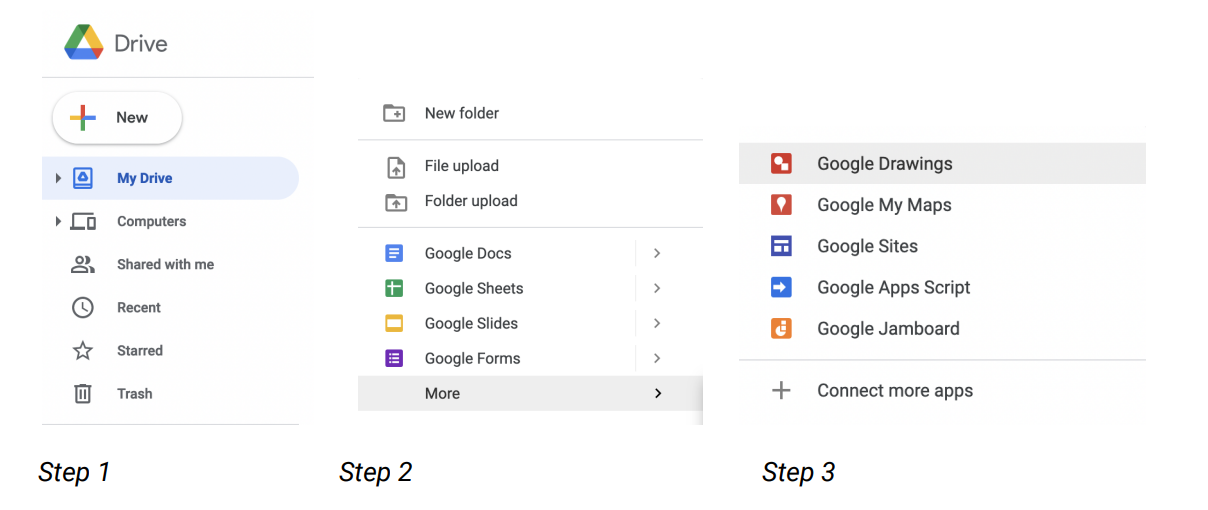 Drive
New
My Drive
Computers
Shared with me
Recent
Starred
Trash
Step 1
New folder
File upload
Folder upload
Google Docs
Google Sheets
Google Slides
Google Forms
More
Step 2
Google Drawings
Google My Maps
Google Sites
Google Apps Script
Google Jamboard
Connect more apps
Step 3